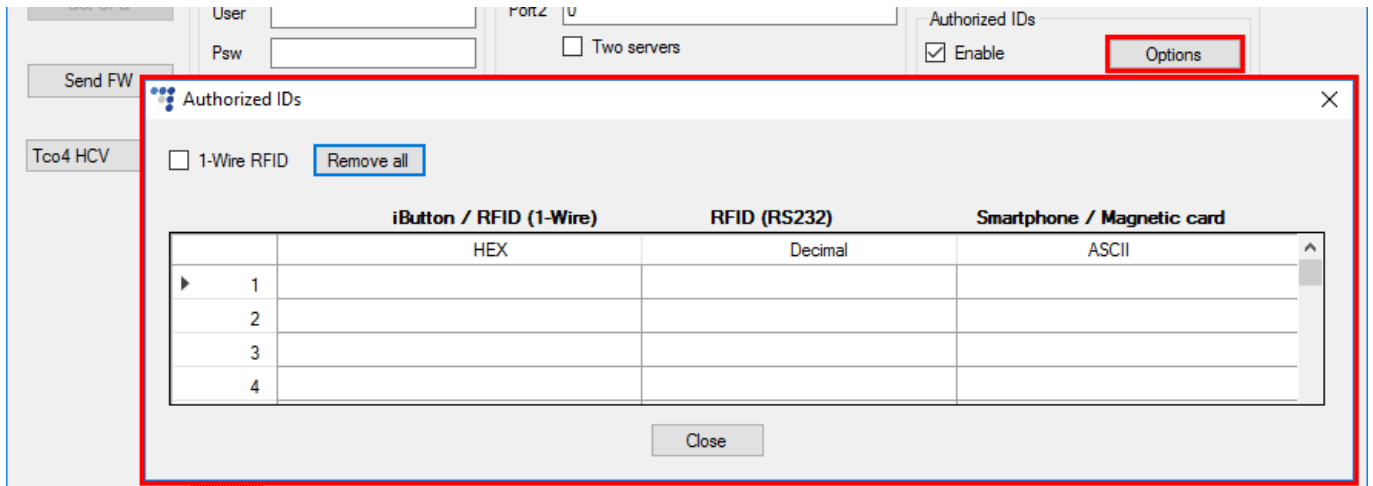 User
Port2 0
Authorized IDs
Psw
Two servers
Enable
Options
Send FW
Authorized IDs
Tco4 HCV
1-Wire RFID
Remove all
iButton / RFID (1-Wire) RFID (RS232) Smartphone / Magnetic card
HEX Decimal ASCII
1
2
3
4
Close